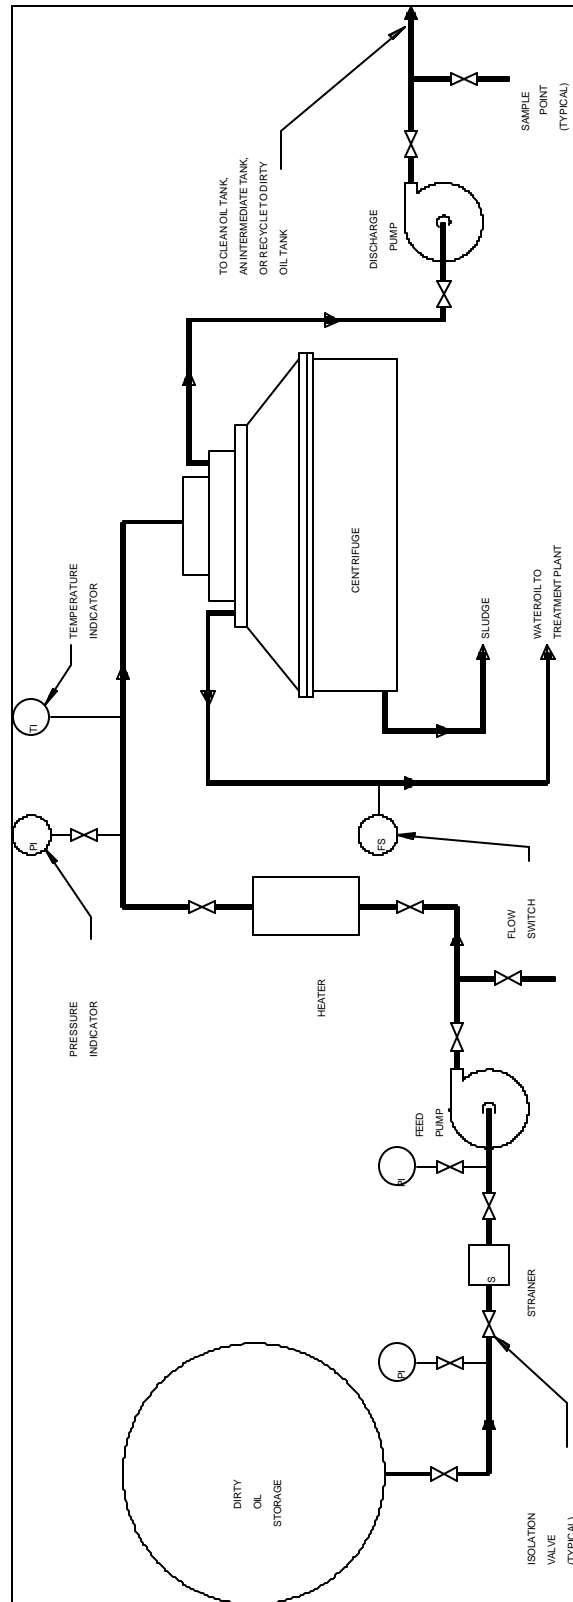 TO CLEAN OIL TANK,
AN INTERMEDIATE TANK,
OR RECYCLE TO DIRTY
OIL TANK
SAMPLE
POINT
(TYPICAL)
DISCHARGE
PUMP
TEMPERATURE
INDICATOR
TI
CENTRIFUGE
SLUDGE
WATER/OIL TO
TREATMENT PLANT
PI
FS
PRESSURE
INDICATOR
HEATER
FLOW
SWITCH
FEED
PUMP
PI
S
STRAINER
PI
DIRTY
OIL
STORAGE
ISOLATION
VALVE
(TYPICAL)